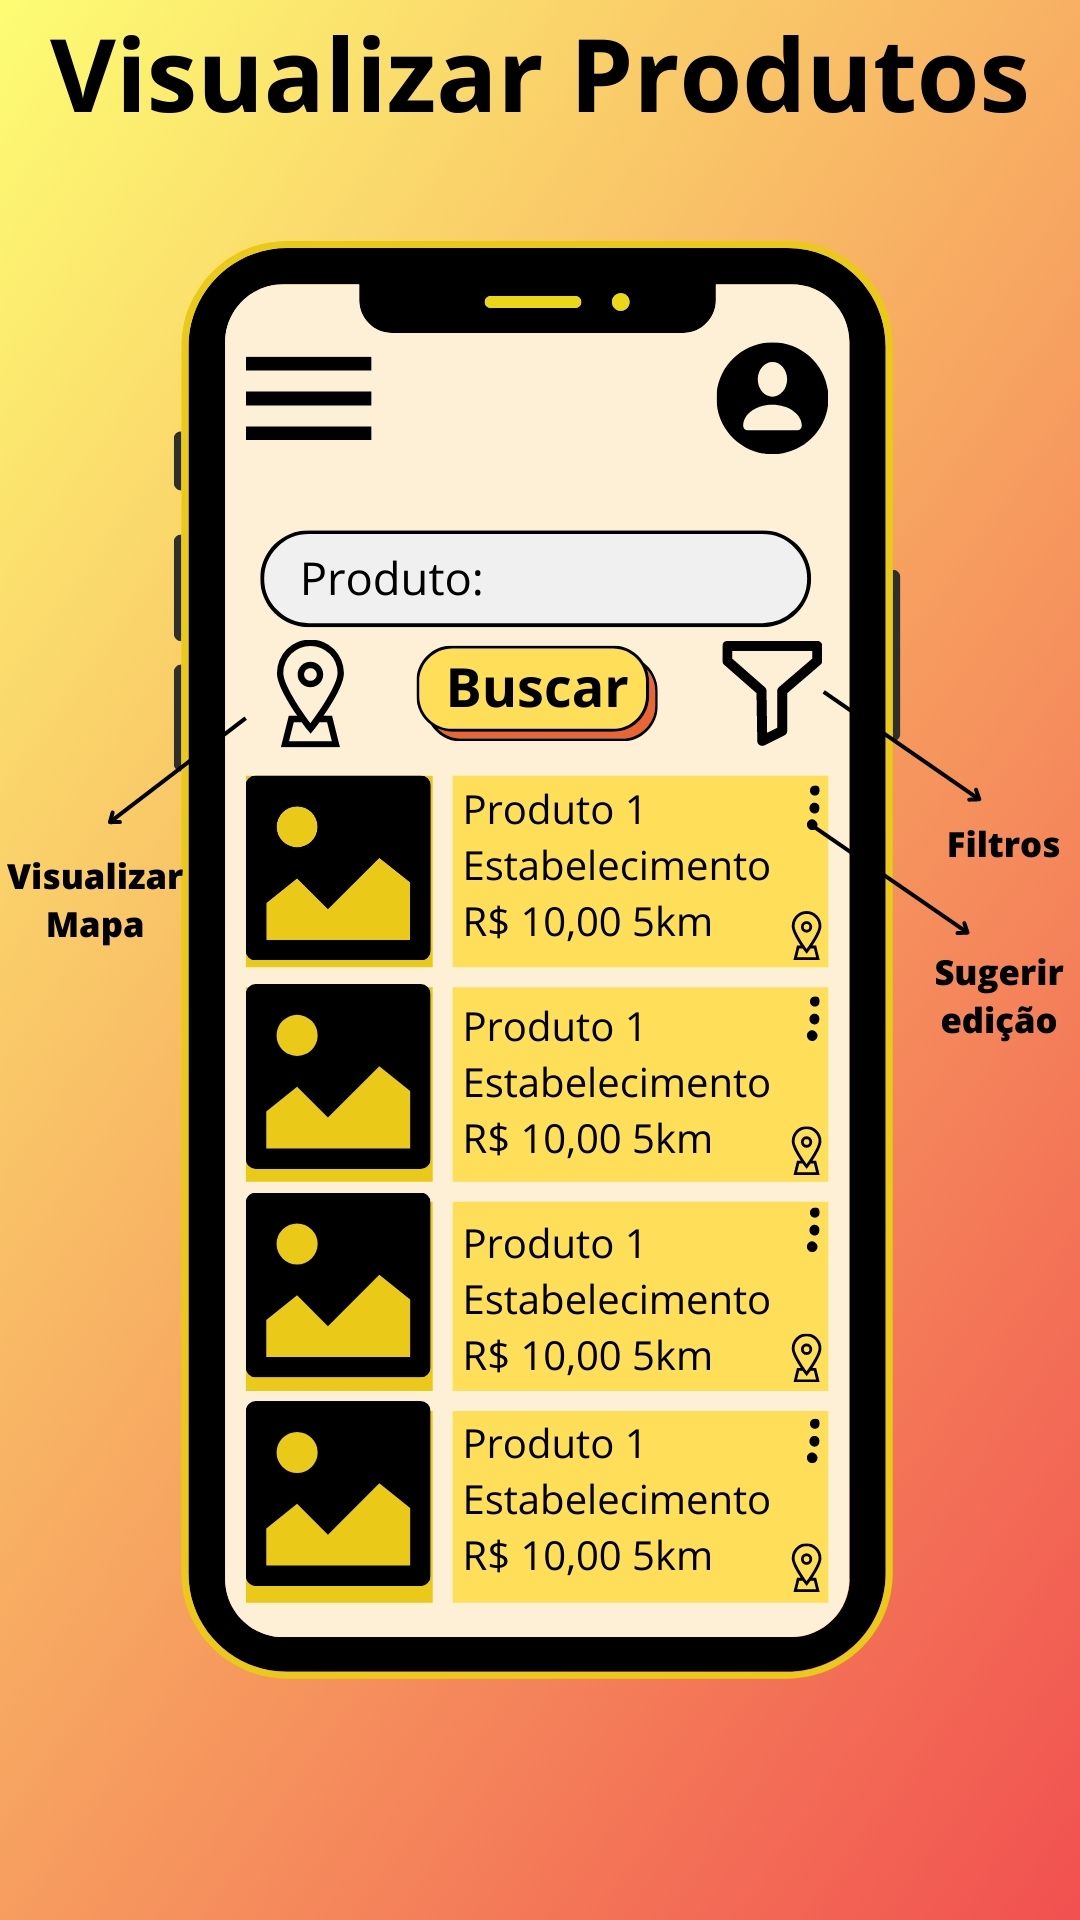 Visualizar Produtos
Produto:
Buscar
Visualizar
Mapa
Filtros
Sugerir
edição
Produto 1
Estabelecimento
R$ 10,00 5km
Produto 1
Estabelecimento
R$ 10,00 5km
Produto 1
Estabelecimento
R$ 10,00 5km
Produto 1
Estabelecimento
R$ 10,00 5km